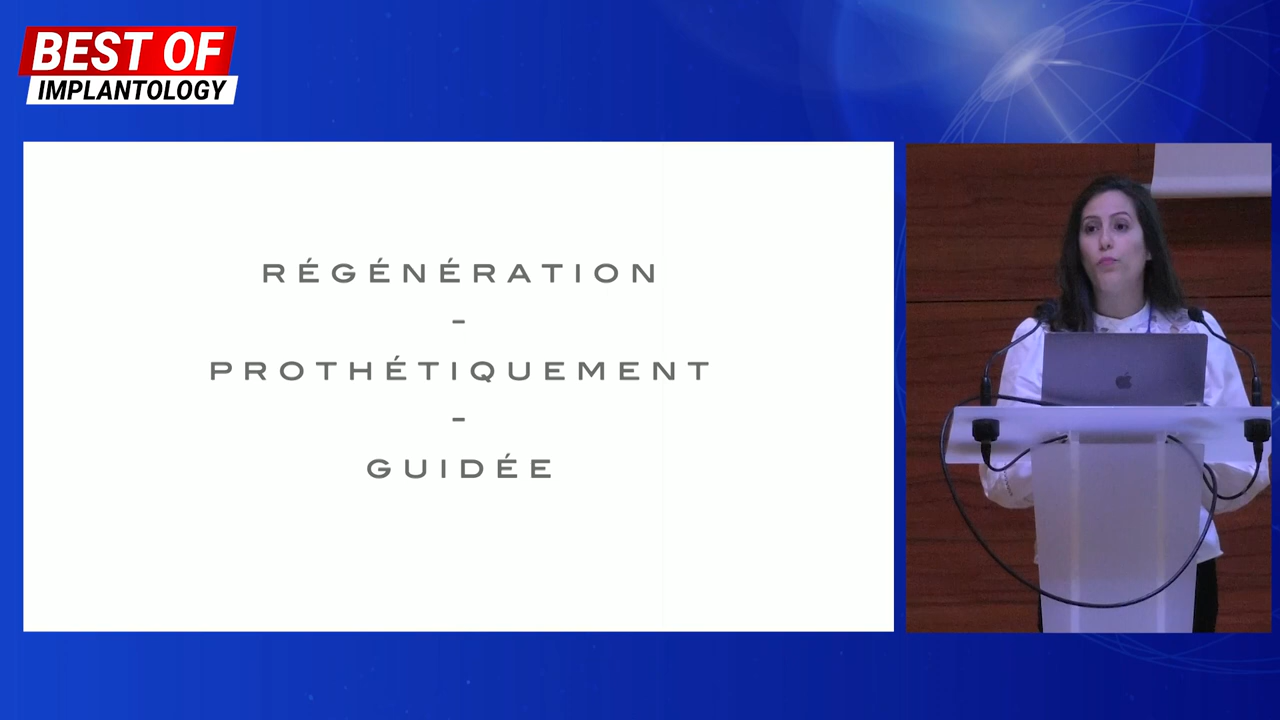 BEST OF
IMPLANTOLOGY
RÉGÉNÉRATION
-
PROTHÉTIQUEMENT
-
GUIDÉE